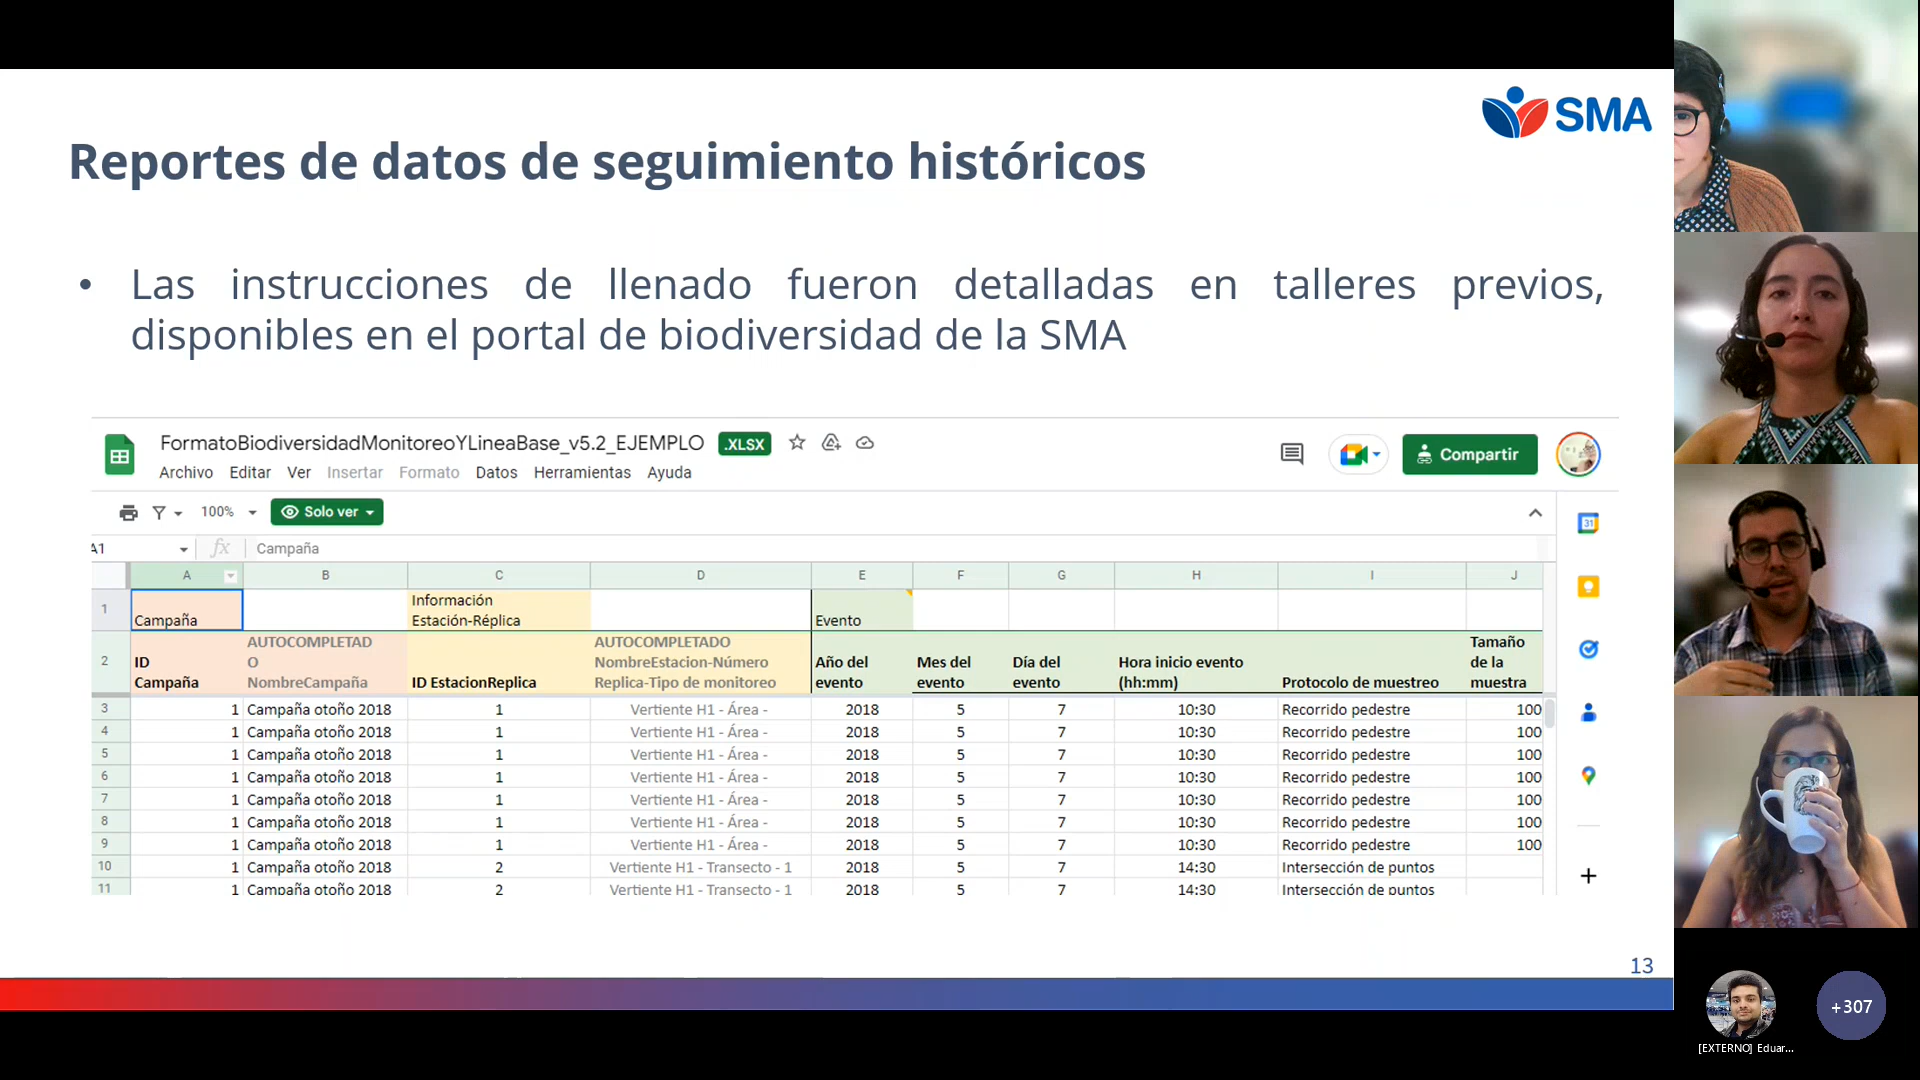 SMA
Reportes de datos de seguimiento históricos
• Las instrucciones de llenado fueron detalladas en talleres previos,
disponibles en el portal de biodiversidad de la SMA
FormatoBiodiversidadMonitoreoYLineaBase_v5.2_EJEMPLO .XLSX
Archivo Editar Ver Insertar Formato Datos Herramientas Ayuda
Compartir
100% Solo ver
31
A1 fx Campaña
A B C D E F G H I J
1 Campaña Información Estación-Réplica Evento
2 ID Campaña AUTOCOMPLETADO NombreCampaña ID EstacionReplica AUTOCOMPLETADO NombreEstacion-Número Replica-Tipo de monitoreo Año del evento Mes del evento Día del evento Hora inicio evento (hh:mm) Protocolo de muestreo Tamaño de la muestra
3 1 Campaña otoño 2018 1 Vertiente H1 - Área - 2018 5 7 10:30 Recorrido pedestre 100
4 1 Campaña otoño 2018 1 Vertiente H1 - Área - 2018 5 7 10:30 Recorrido pedestre 100
5 1 Campaña otoño 2018 1 Vertiente H1 - Área - 2018 5 7 10:30 Recorrido pedestre 100
6 1 Campaña otoño 2018 1 Vertiente H1 - Área - 2018 5 7 10:30 Recorrido pedestre 100
7 1 Campaña otoño 2018 1 Vertiente H1 - Área - 2018 5 7 10:30 Recorrido pedestre 100
8 1 Campaña otoño 2018 1 Vertiente H1 - Área - 2018 5 7 10:30 Recorrido pedestre 100
9 1 Campaña otoño 2018 1 Vertiente H1 - Área - 2018 5 7 10:30 Recorrido pedestre 100
10 1 Campaña otoño 2018 2 Vertiente H1 - Transecto - 1 2018 5 7 14:30 Intersección de puntos
11 1 Campaña otoño 2018 2 Vertiente H1 - Transecto - 1 2018 5 7 14:30 Intersección de puntos
13
+307
[EXTERNO] Eduar...